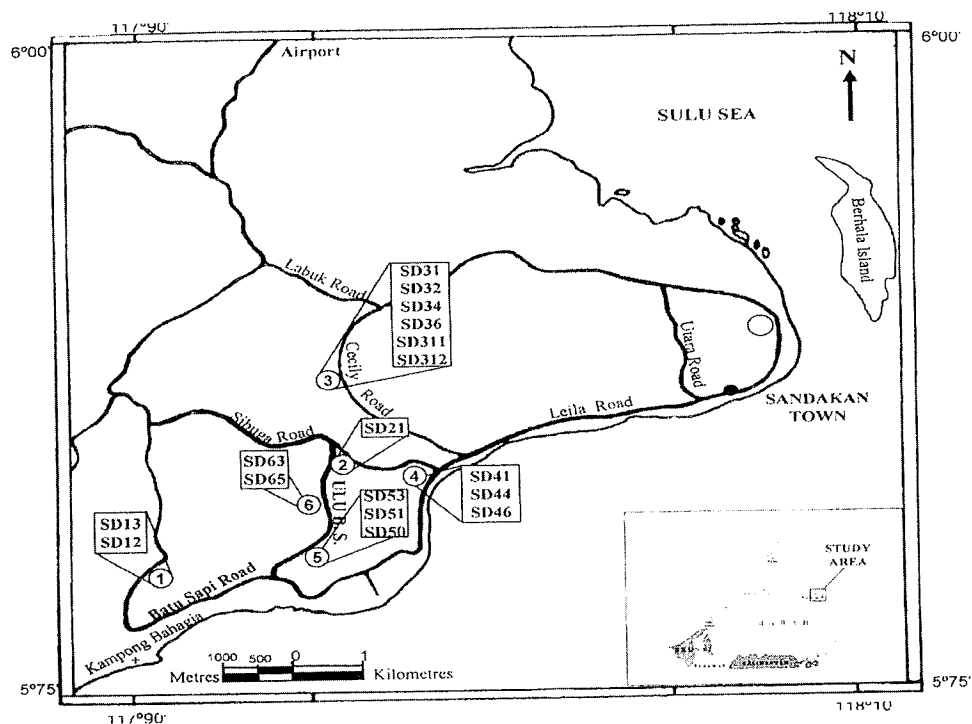 117°90'
118°10'
6°00'
6°00'
Airport
N
SULU SEA
Berhala Island
Labuk Road
SD31
SD32
SD34
SD36
SD311
SD312
Cecily
Road
3
Utara Road
SANDAKAN
TOWN
Leila Road
Sibuga Road
SD21
2
SD63
SD65
4
SD41
SD44
SD46
6
ULU B.S.
SD53
SD51
SD50
5
SD13
SD12
1
Batu Sapi Road
Kampong Bahagia
STUDY
AREA
1000 500 0 1
Metres
Kilometres
5°75'
5°75'
117°90'
118°10'